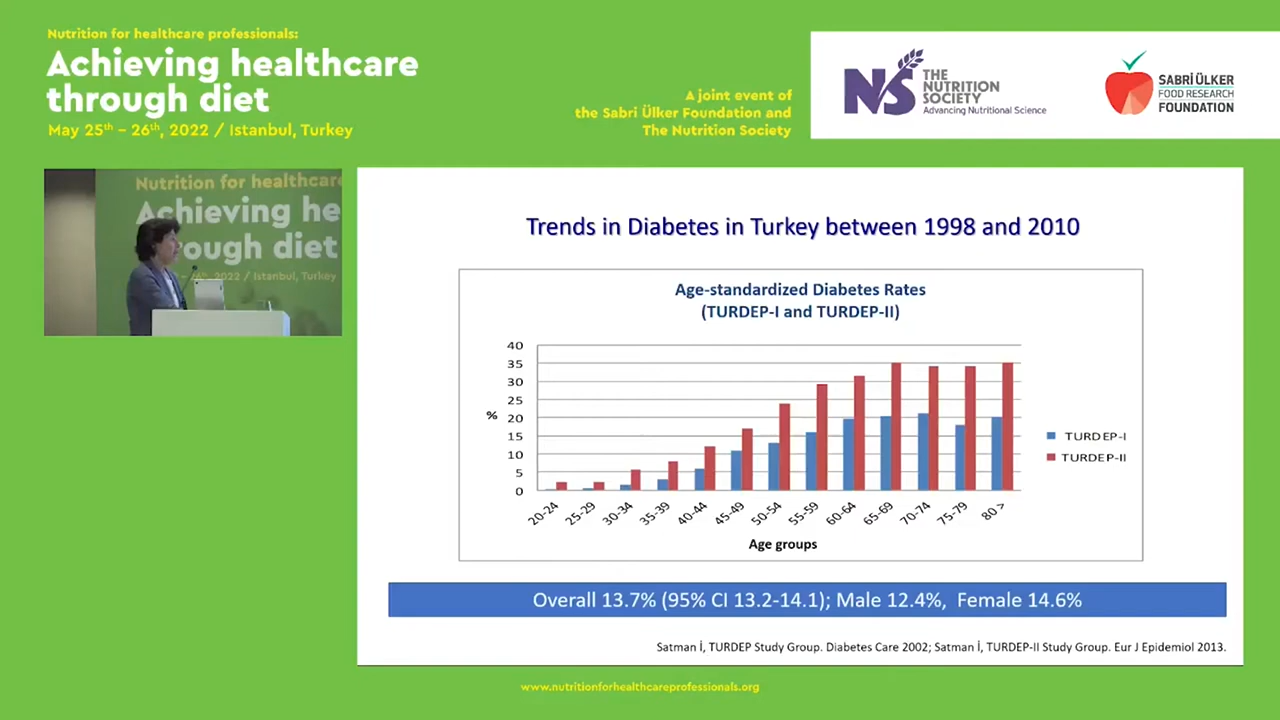 Nutrition for healthcare professionals:
Achieving healthcare
through diet
May 25th – 26th, 2022 / Istanbul, Turkey
A joint event of
the Sabri Ülker Foundation and
The Nutrition Society
NS
THE
NUTRITION
SOCIETY
Advancing Nutritional Science
SABRİ ÜLKER
FOOD RESEARCH
FOUNDATION
Nutrition for healthcare
Achieving he
rough diet
26th, 2022 / Istanbul, Turkey
Trends in Diabetes in Turkey between 1998 and 2010
Age-standardized Diabetes Rates
(TURDEP-I and TURDEP-II)
40
35
30
25
20
15
10
5
0
%
20-24
25-29
30-34
35-39
40-44
45-49
50-54
55-59
60-64
65-69
70-74
75-79
80 >
Age groups
TURDEP-I
TURDEP-II
Overall 13.7% (95% CI 13.2-14.1); Male 12.4%, Female 14.6%
Satman İ, TURDEP Study Group. Diabetes Care 2002; Satman İ, TURDEP-II Study Group. Eur J Epidemiol 2013.
www.nutritionforhealthcareprofessionals.org